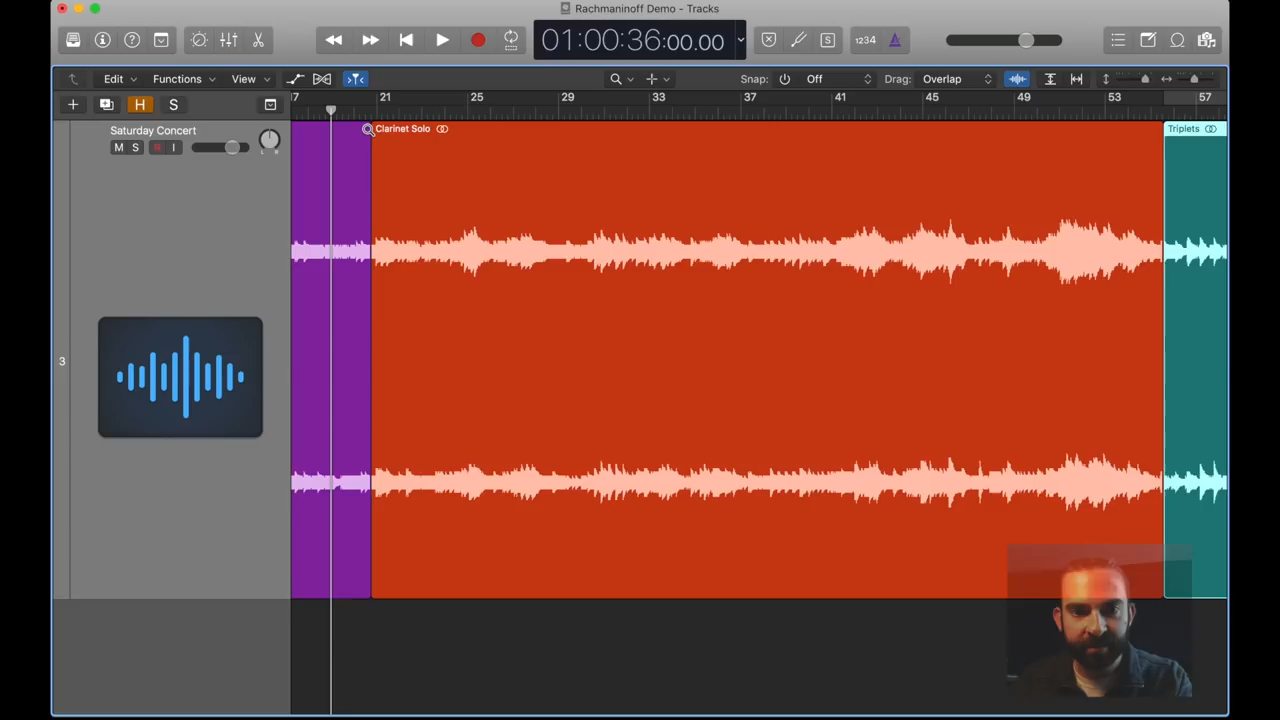 Rachmaninoff Demo - Tracks
01:00:36:00.00
S
1234
Edit
Functions
View
Snap:
Off
Drag:
Overlap
H
S
7
21
25
29
33
37
41
45
49
53
57
Saturday Concert
M S R I
L R
3
Clarinet Solo
Triplets